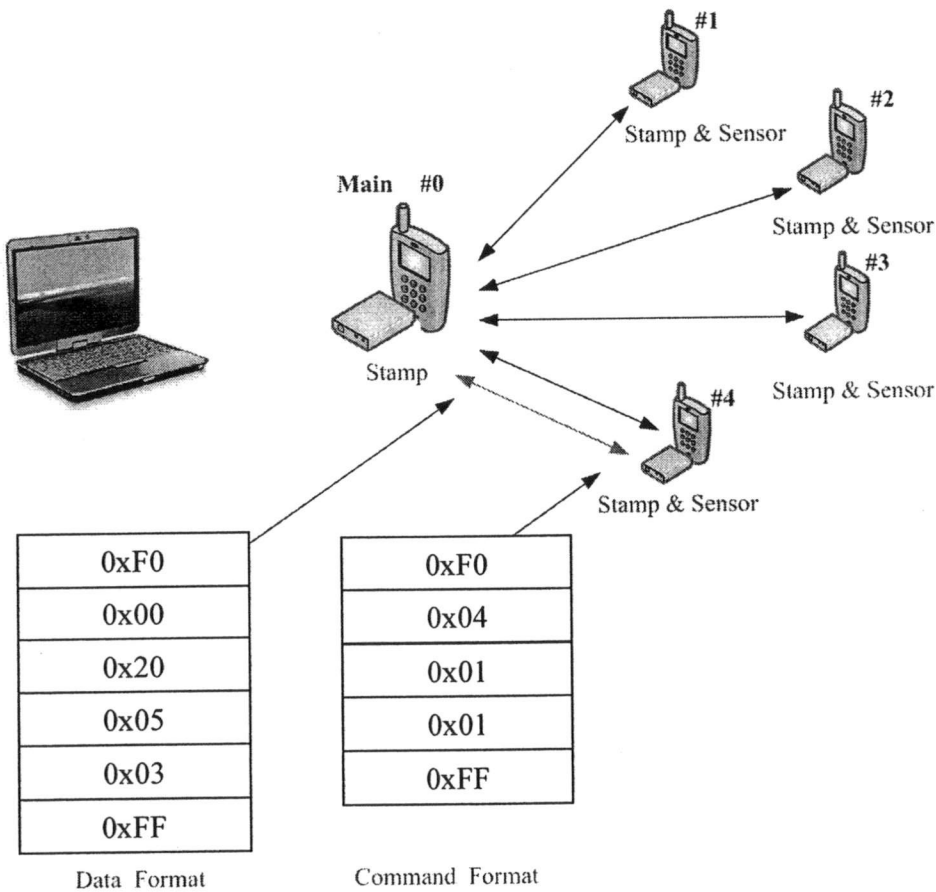 #1
Stamp & Sensor
#2
Stamp & Sensor
Main #0
Stamp
#3
Stamp & Sensor
#4
Stamp & Sensor
0xF0
0x00
0x20
0x05
0x03
0xFF
Data Format
0xF0
0x04
0x01
0x01
0xFF
Command Format